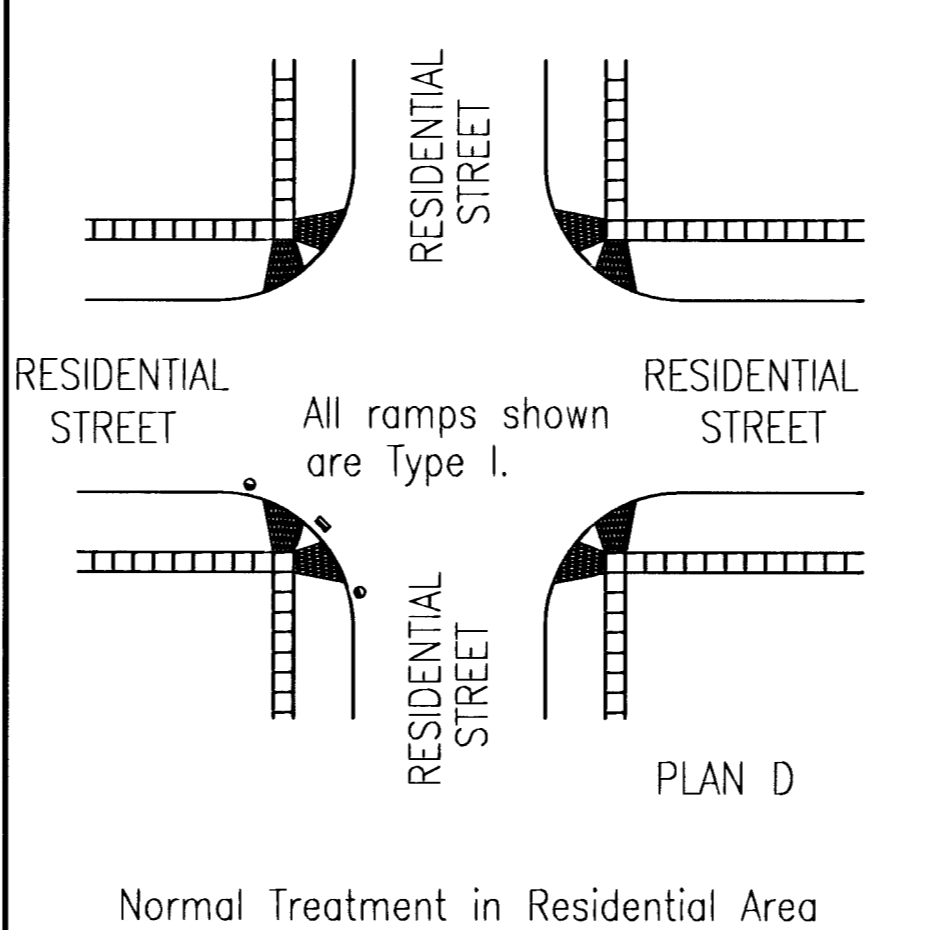 RESIDENTIAL
STREET
RESIDENTIAL
STREET
RESIDENTIAL
STREET
All ramps shown
are Type I.
RESIDENTIAL
STREET
PLAN D
Normal Treatment in Residential Area